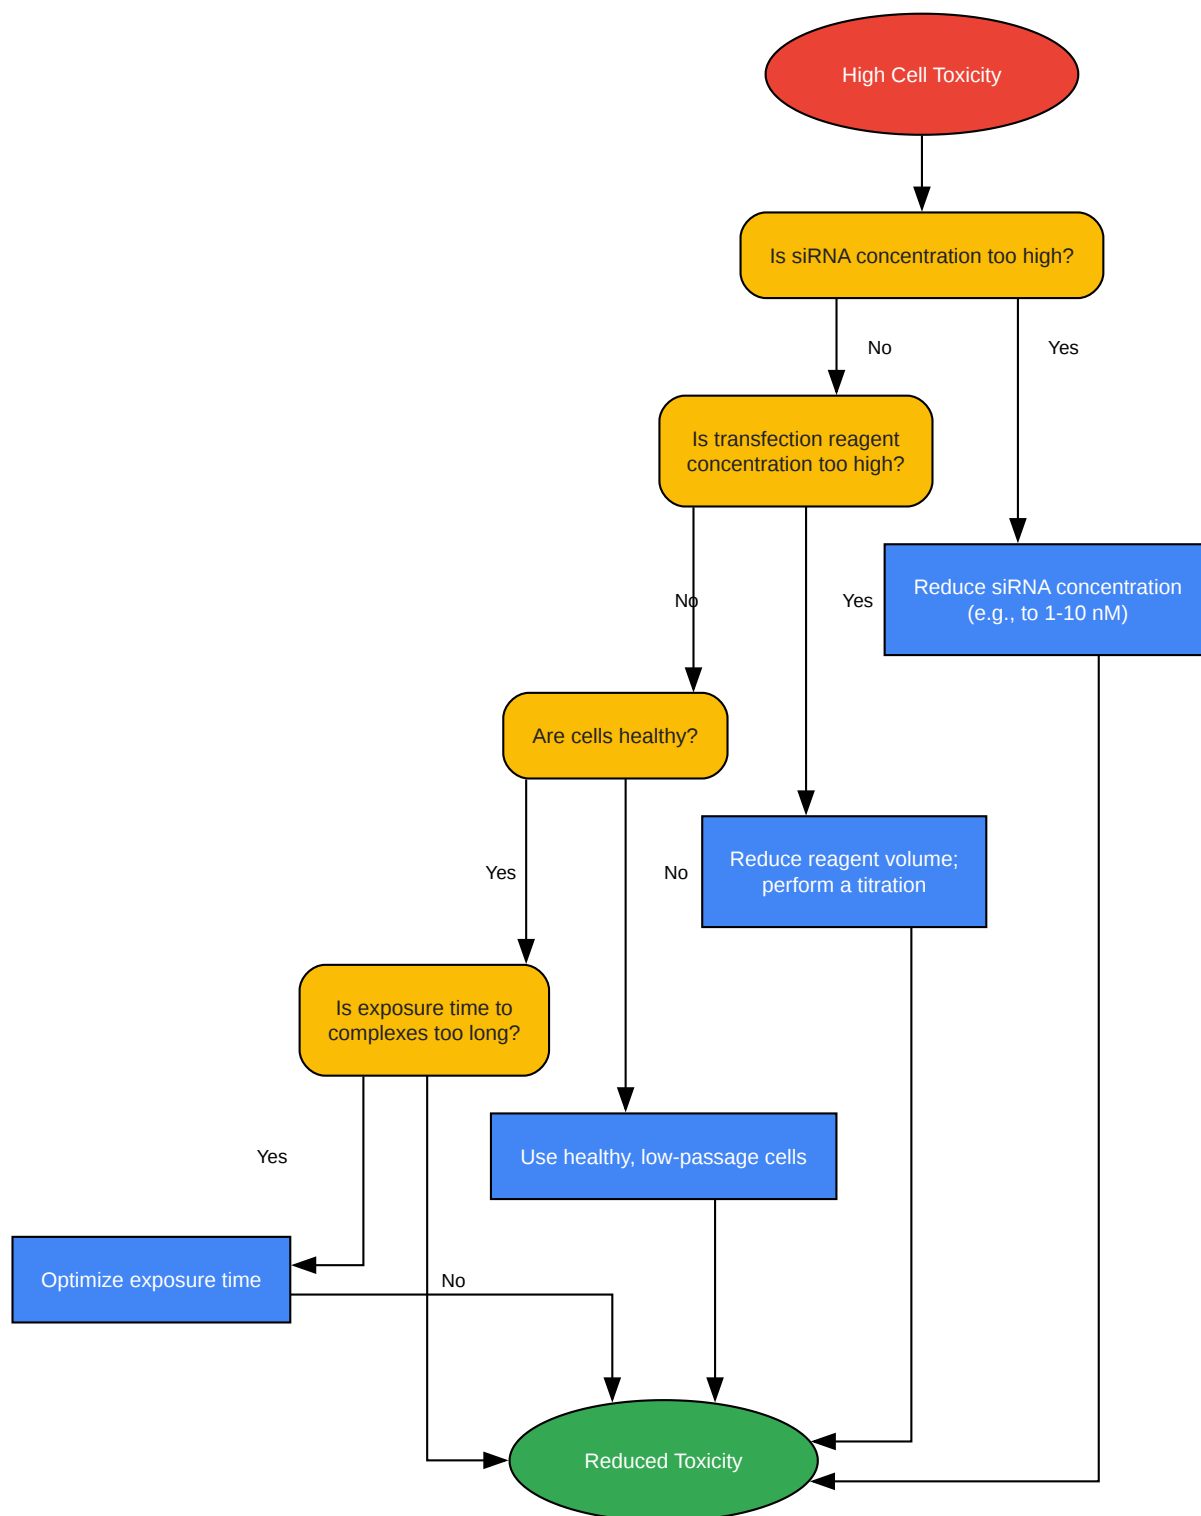 High Cell Toxicity
Is siRNA concentration too high?
No
Yes
Is transfection reagent
concentration too high?
No
Yes
Reduce siRNA concentration
(e.g., to 1-10 nM)
Are cells healthy?
Yes
No
Reduce reagent volume;
perform a titration
Is exposure time to
complexes too long?
Yes
Use healthy, low-passage cells
Optimize exposure time
No
Reduced Toxicity